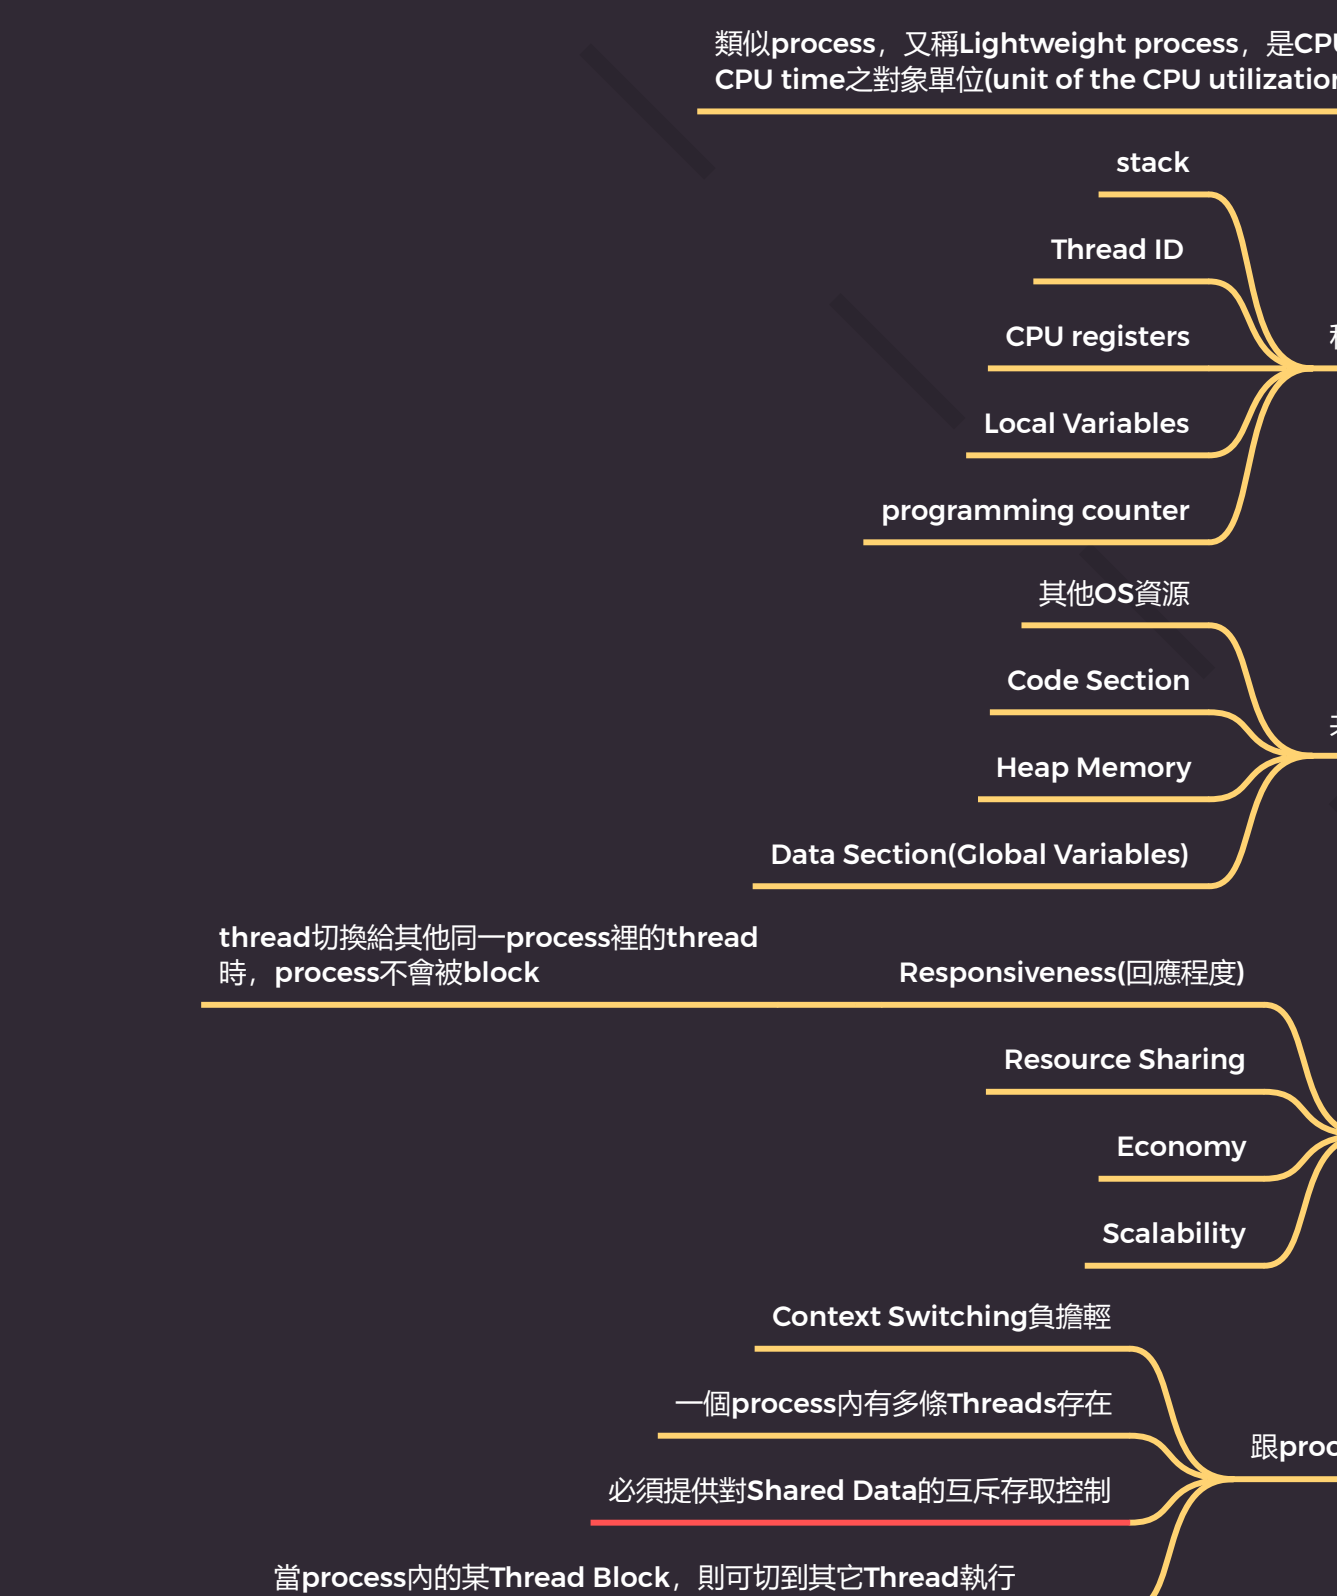 類似process，又稱Lightweight process，是CPU
CPU time之對象單位(unit of the CPU utilization
stack
Thread ID
CPU registers
Local Variables
programming counter
其他OS資源
Code Section
Heap Memory
Data Section(Global Variables)
thread切換給其他同一process裡的thread
時，process不會被block
Responsiveness(回應程度)
Resource Sharing
Economy
Scalability
Context Switching負擔輕
一個process內有多條Threads存在
跟proc
必須提供對Shared Data的互斥存取控制
當process內的某Thread Block，則可切到其它Thread執行